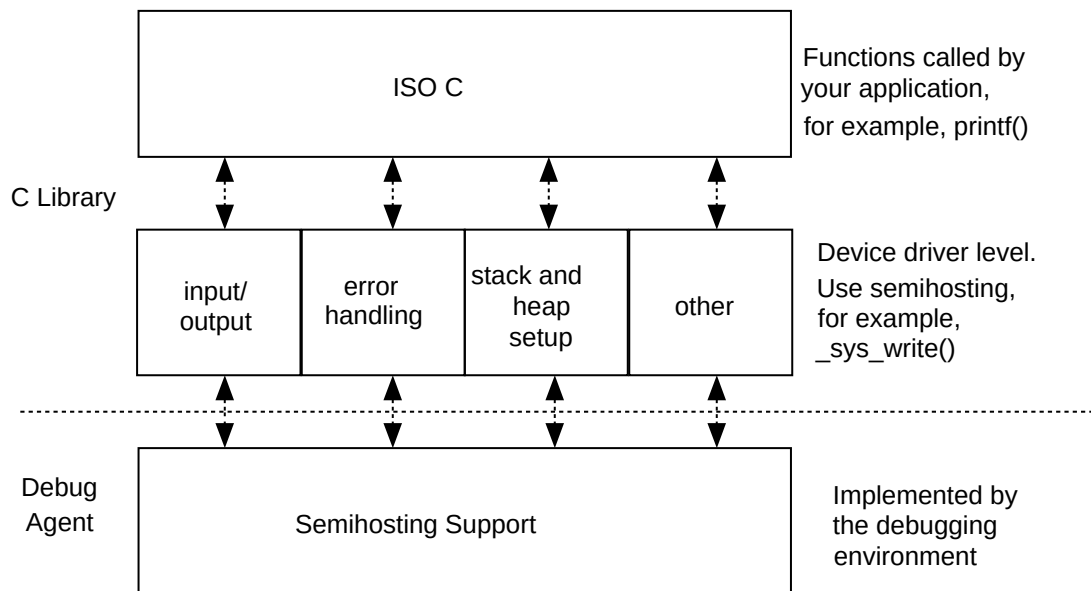 ISO C
Functions called by
your application,
for example, printf()
C Library
input/
output
error
handling
stack and
heap
setup
other
Device driver level.
Use semihosting,
for example,
_sys_write()
Debug
Agent
Semihosting Support
Implemented by
the debugging
environment